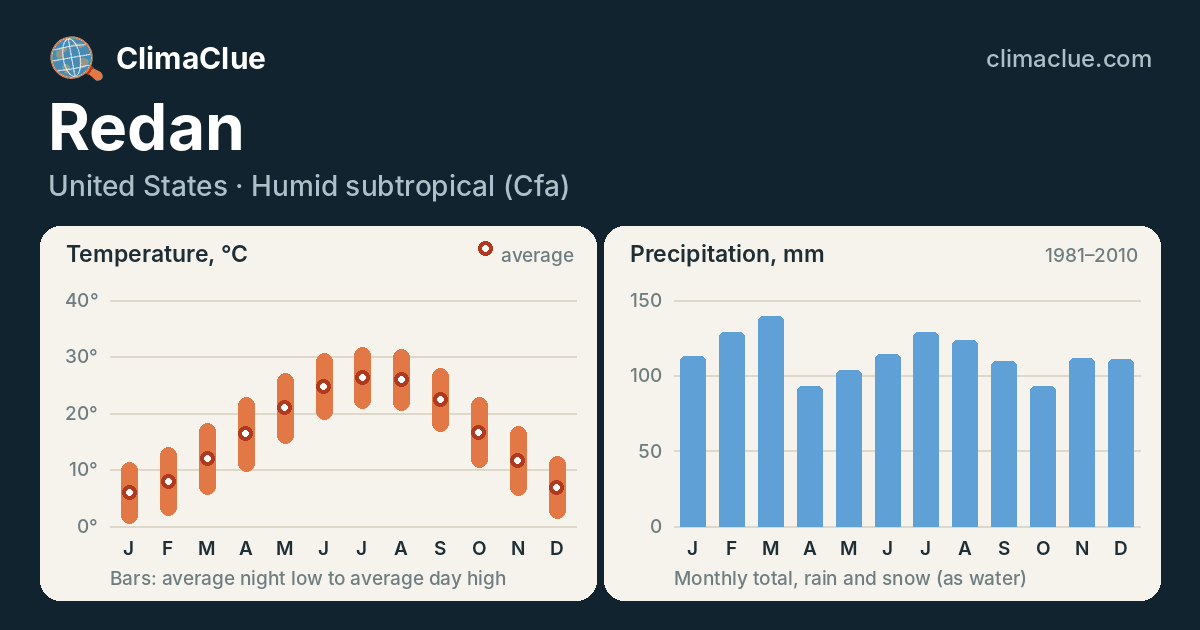 ClimaClue
climaclue.com
Redan
United States · Humid subtropical (Cfa)
Temperature, °C
average
40°
30°
20°
10°
0°
J F M A M J J A S O N D
Bars: average night low to average day high
Precipitation, mm
1981–2010
150
100
50
0
J F M A M J J A S O N D
Monthly total, rain and snow (as water)